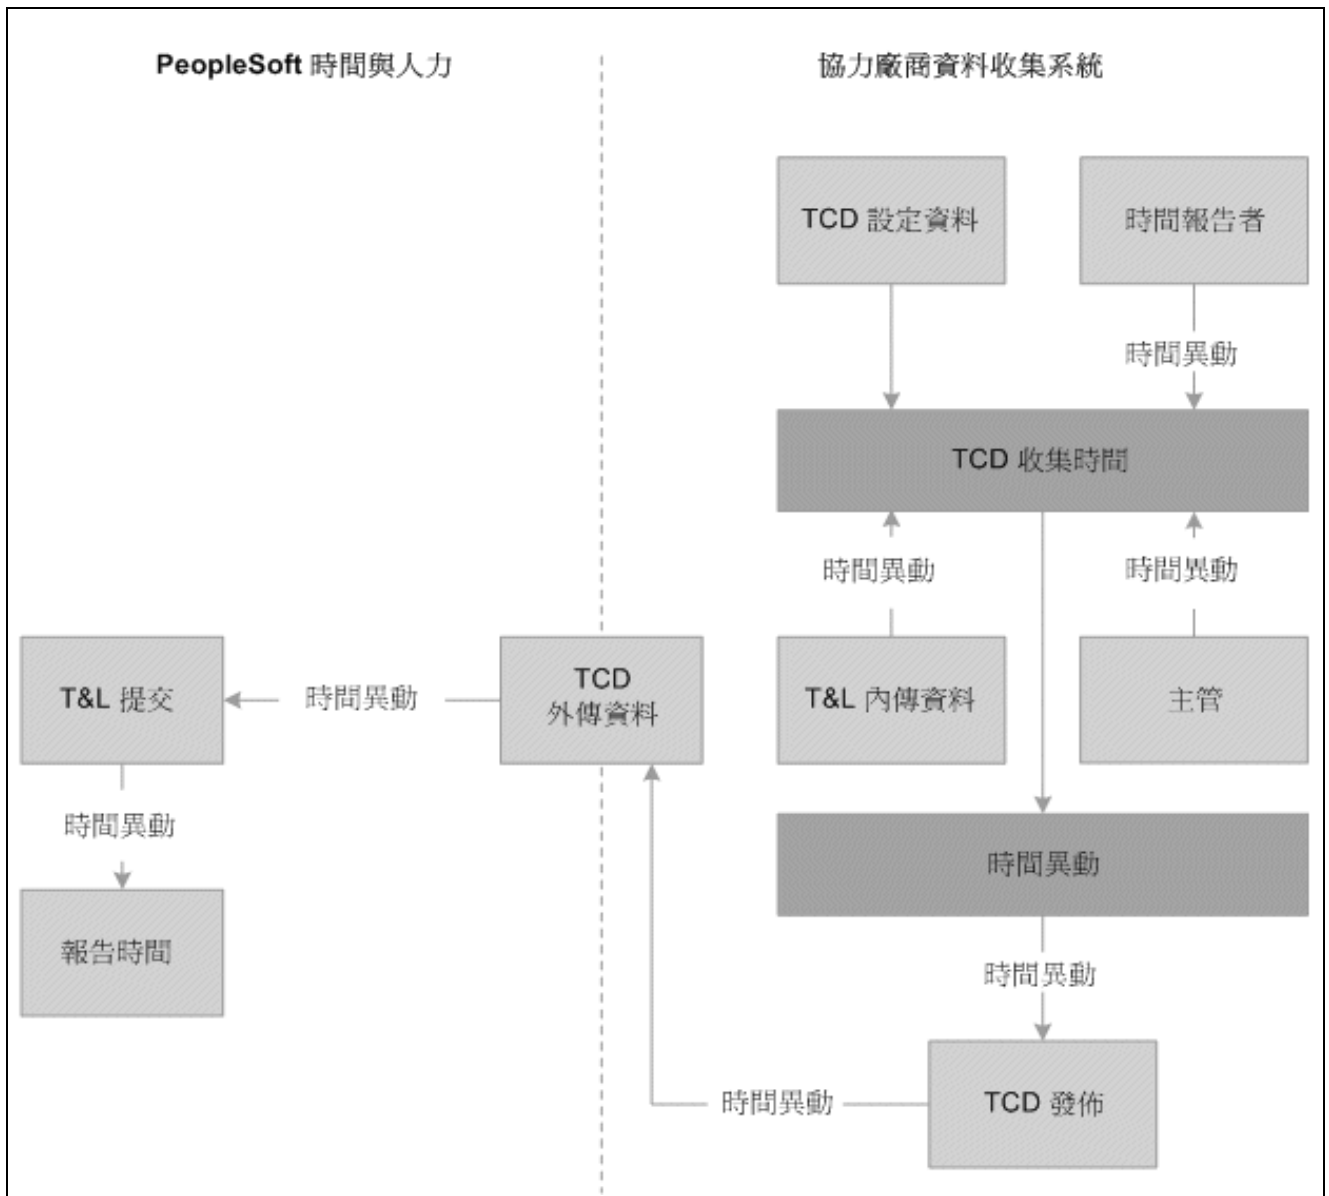 PeopleSoft 時間與人力
協力廠商資料收集系統
TCD 設定資料
時間報告者
時間異動
TCD 收集時間
時間異動
時間異動
T&L 提交
時間異動
TCD
外傳資料
T&L 內傳資料
主管
時間異動
時間異動
報告時間
時間異動
時間異動
TCD 發佈